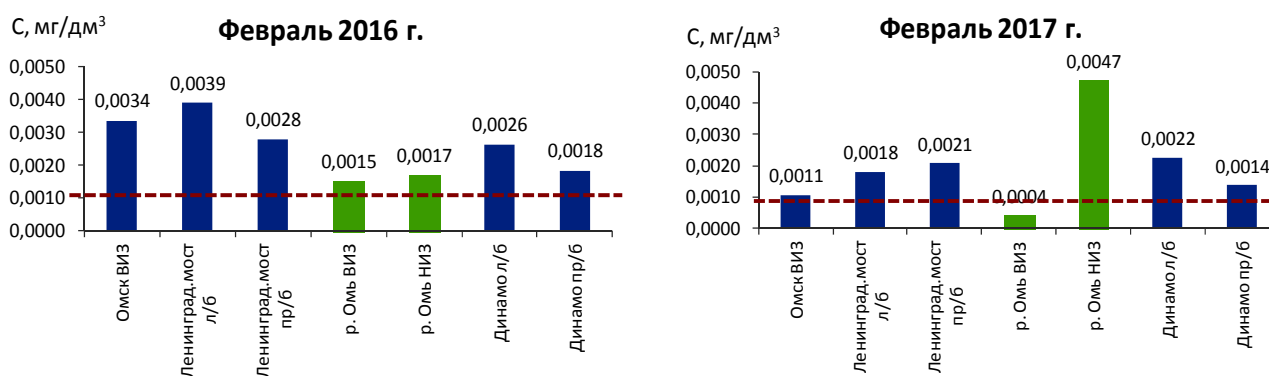 С, мг/дм³
Февраль 2016 г.
0,0050
0,0040
0,0030
0,0020
0,0010
0,0000
0,0034
0,0039
0,0028
0,0015
0,0017
0,0026
0,0018
Омск ВИЗ
Ленинград.мост
л/б
Ленинград.мост
пр/б
р. Омь ВИЗ
р. Омь НИЗ
Динамо л/б
Динамо пр/б
С, мг/дм³
Февраль 2017 г.
0,0050
0,0040
0,0030
0,0020
0,0010
0,0000
0,0011
0,0018
0,0021
0,0004
0,0047
0,0022
0,0014
Омск ВИЗ
Ленинград.мост
л/б
Ленинград.мост
пр/б
р. Омь ВИЗ
р. Омь НИЗ
Динамо л/б
Динамо пр/б